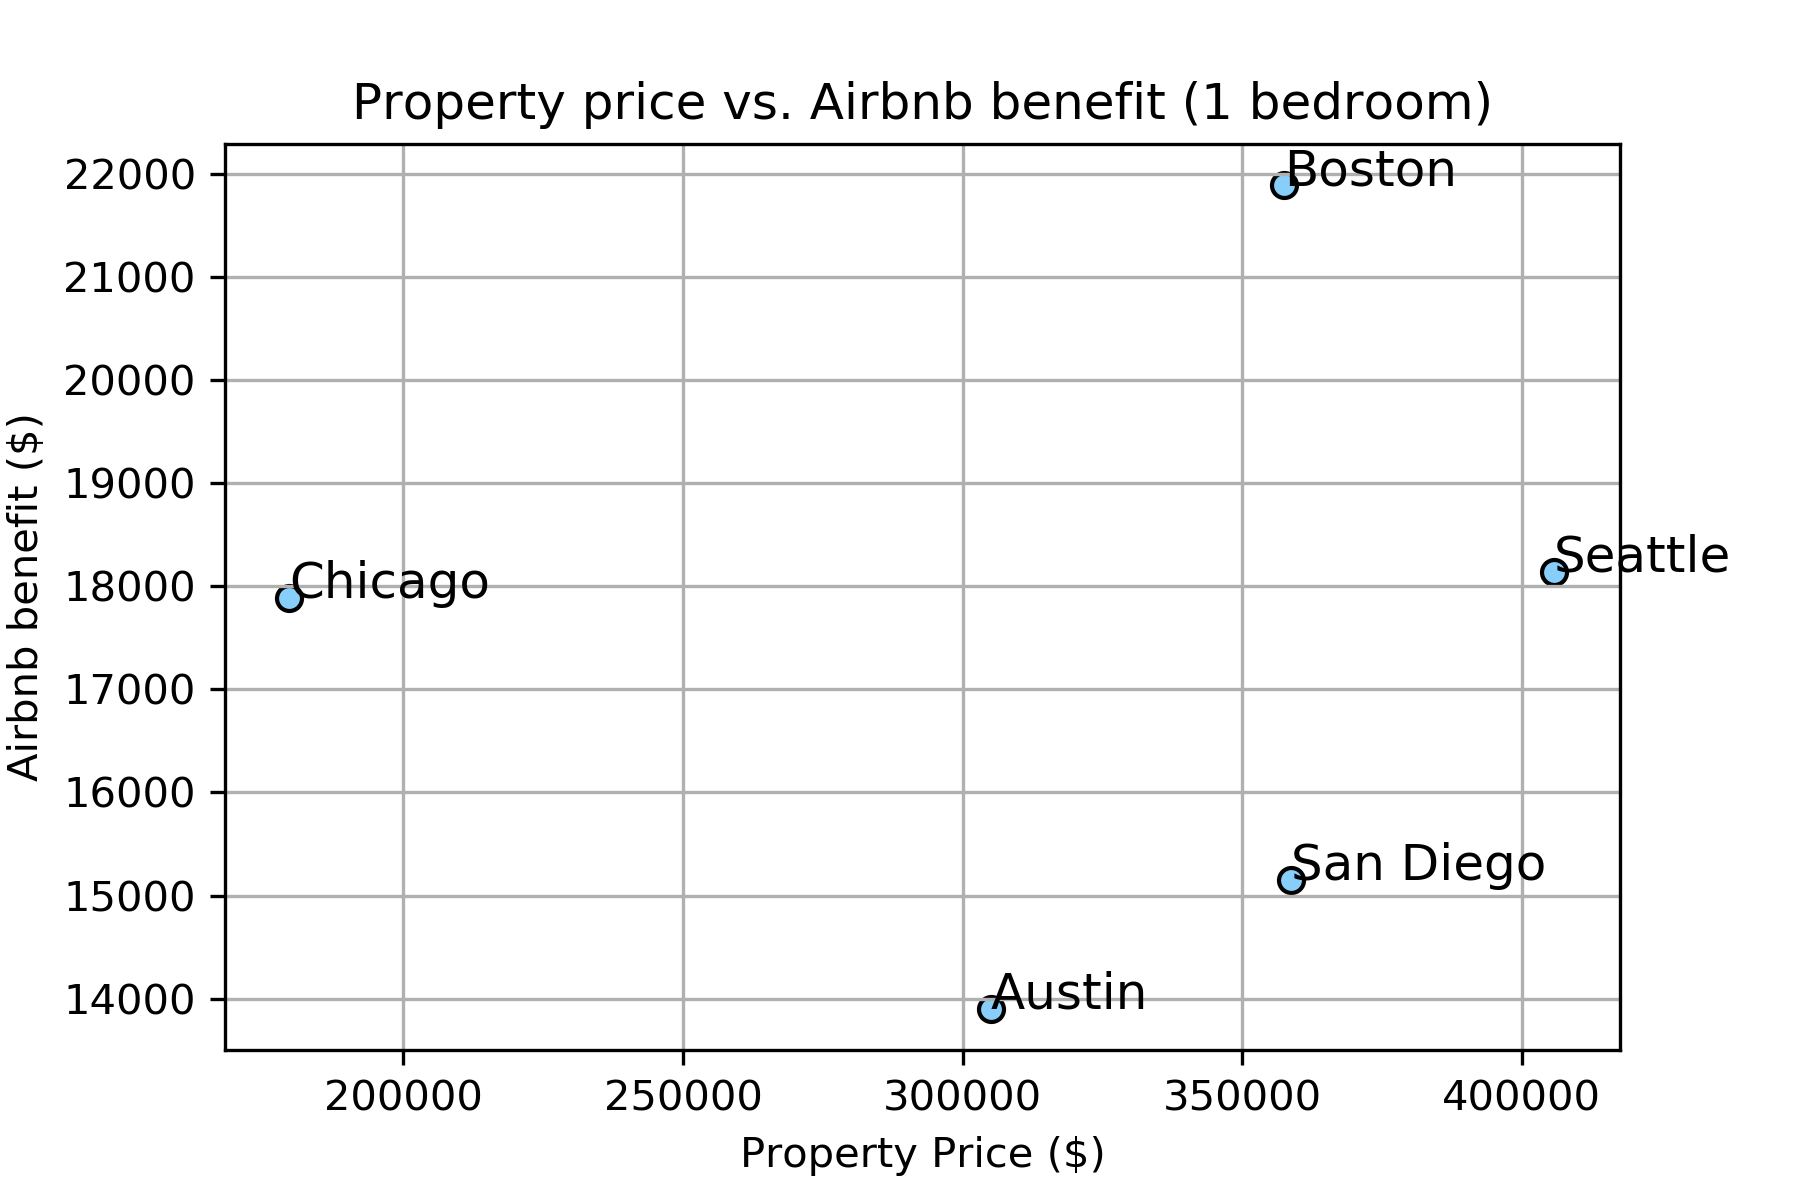 Property price vs. Airbnb benefit (1 bedroom)
22000
Boston
21000
20000
19000
Seattle
Chicago
18000
17000
16000
San Diego
15000
Austin
14000
Airbnb benefit ($)
200000 250000 300000 350000 400000
Property Price ($)